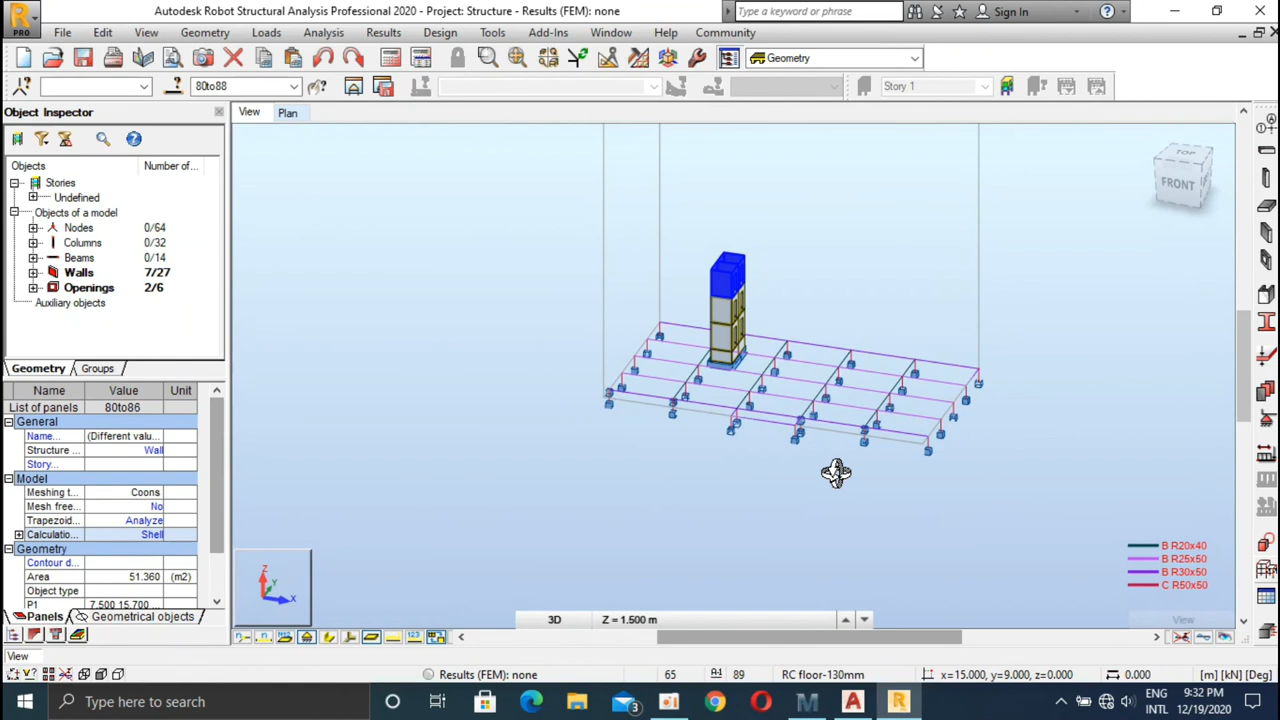 PRO
Autodesk Robot Structural Analysis Professional 2020 - Project: Structure - Results (FEM): none
Type a keyword or phrase
Sign In
File Edit View Geometry Loads Analysis Results Design Tools Add-Ins Window Help Community
Geometry
80to88
Story 1
Object Inspector
View
Plan
Objects Number of...
Stories
Undefined
Objects of a model
Nodes 0/64
Columns 0/32
Beams 0/14
Walls 7/27
Openings 2/6
Auxiliary objects
Geometry Groups
Name Value Unit
List of panels 80to86
General
Name... (Different valu...
Structure ... Wall
Story...
Model
Meshing t... Coons
Mesh free... No
Trapezoid... Analyze
Calculatio... Shell
Geometry
Contour d...
Area 51.360 (m2)
Object type
P1 7.500 15.700 ...
Panels Geometrical objects
TOP
FRONT
Z
Y
X
B R20x40
B R25x50
B R30x50
C R50x50
View
3D Z = 1.500 m
View
Results (FEM): none 65 89 RC floor-130mm x=15.000, y=9.000, z=0.000 0.000 [m] [kN] [Deg]
Type here to search
3
ENG
INTL
9:32 PM
12/19/2020